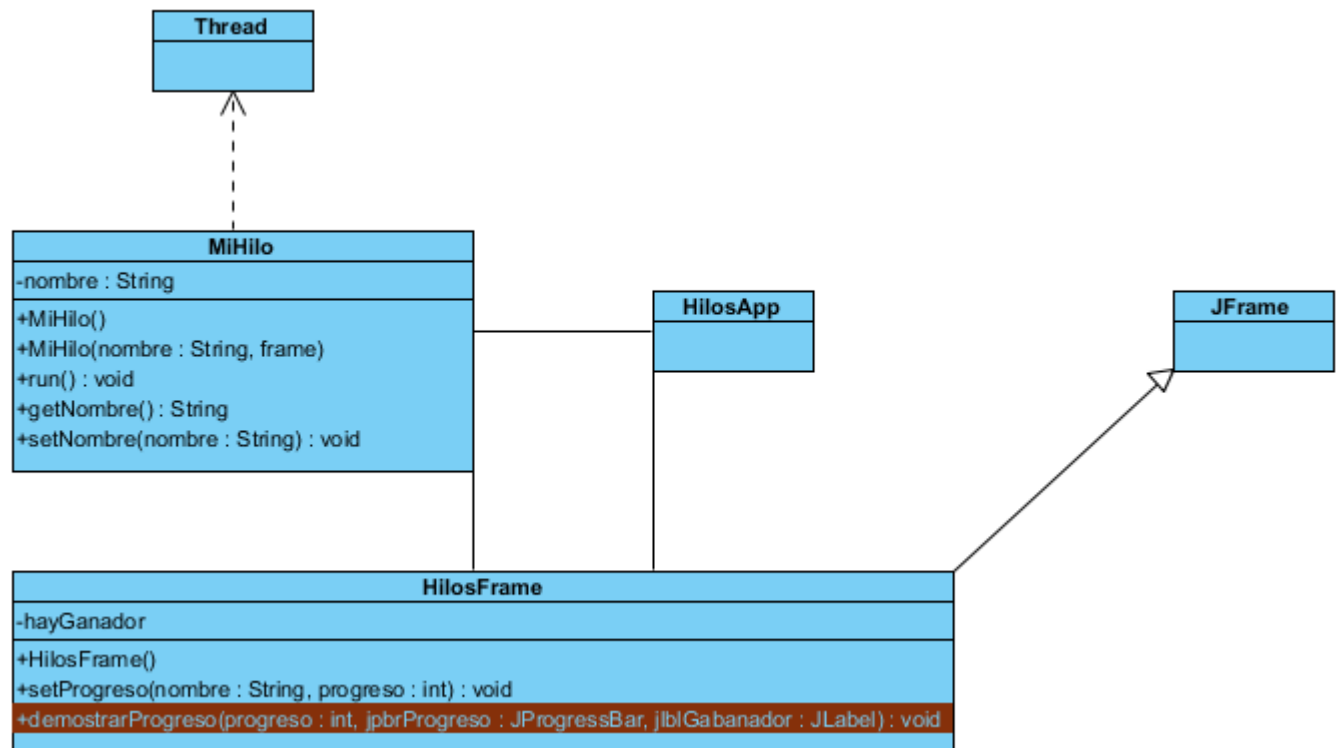 Thread
MiHilo
-nombre : String
+MiHilo()
+MiHilo(nombre : String, frame)
+run() : void
+getNombre() : String
+setNombre(nombre : String) : void
HilosApp
JFrame
HilosFrame
-hayGanador
+HilosFrame()
+setProgreso(nombre : String, progreso : int) : void
+demostrarProgreso(progreso : int, jpbrProgreso : JProgressBar, jlblGabanador : JLabel) : void